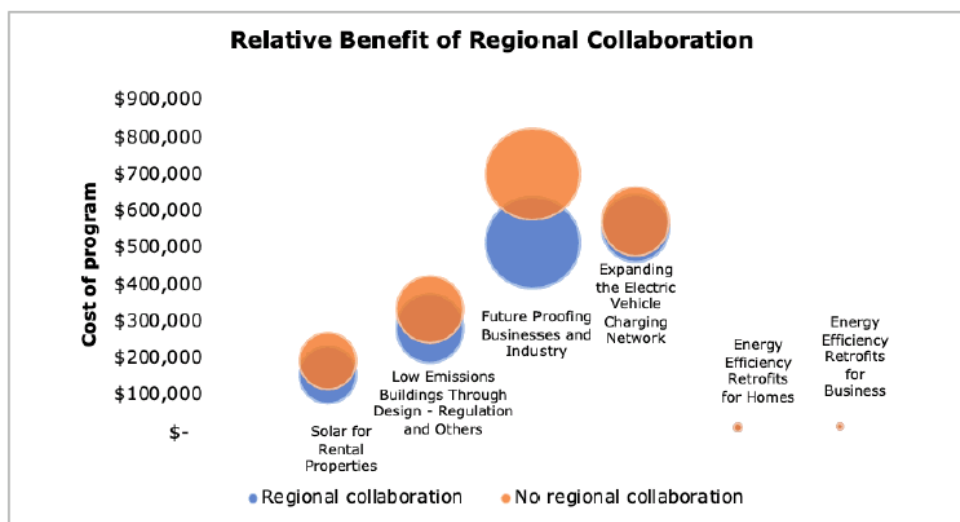 Relative Benefit of Regional Collaboration
Cost of program
$900,000
$800,000
$700,000
$600,000
$500,000
$400,000
$300,000
$200,000
$100,000
$-
Solar for
Rental
Properties
Low Emissions
Buildings Through
Design - Regulation
and Others
Future Proofing
Businesses and
Industry
Expanding
the Electric
Vehicle
Charging
Network
Energy
Efficiency
Retrofits
for Homes
Energy
Efficiency
Retrofits
for
Business
Regional collaboration
No regional collaboration